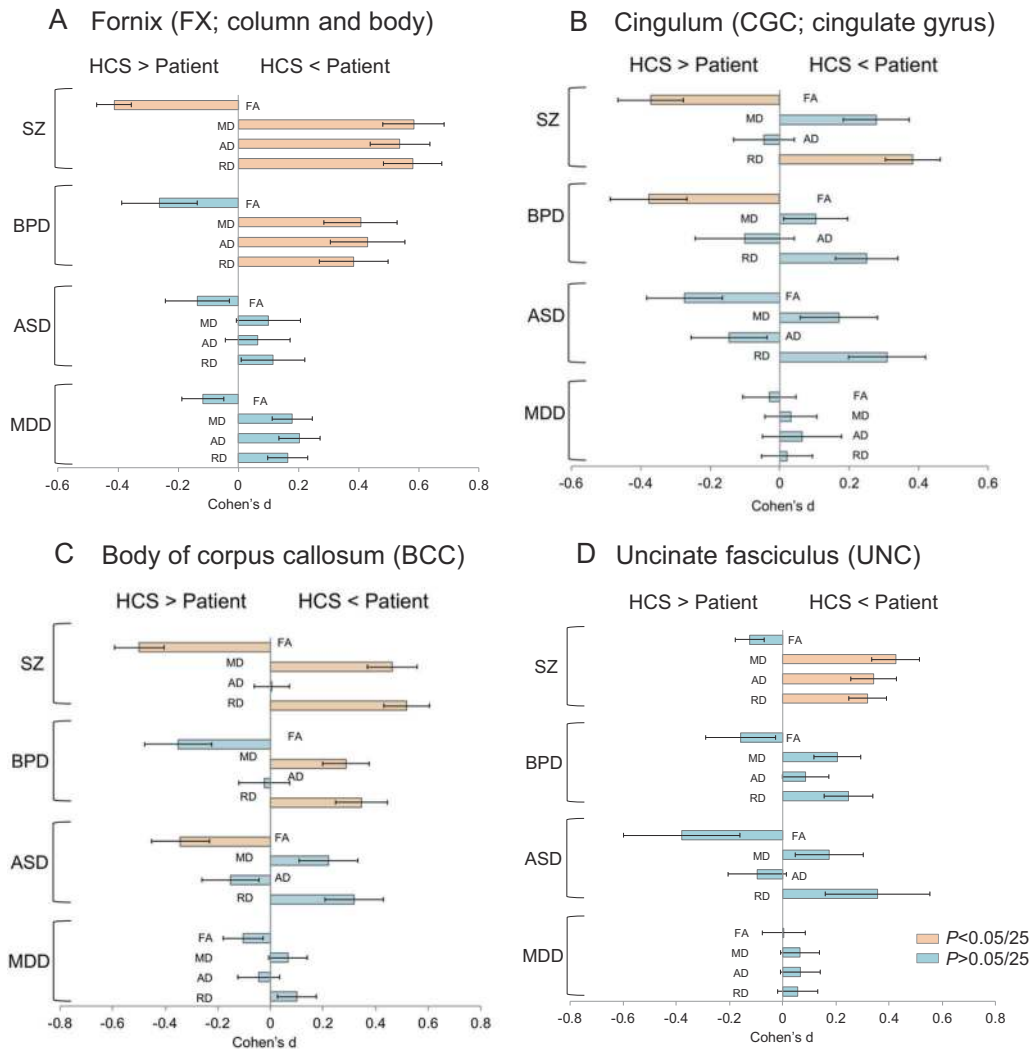 A Fornix (FX; column and body)
HCS > Patient HCS < Patient
SZ
FA
MD
AD
RD
BPD
FA
MD
AD
RD
ASD
FA
MD
AD
RD
MDD
FA
MD
AD
RD
-0.6 -0.4 -0.2 0 0.2 0.4 0.6 0.8
Cohen's d
B Cingulum (CGC; cingulate gyrus)
HCS > Patient HCS < Patient
SZ
FA
MD
AD
RD
BPD
FA
MD
AD
RD
ASD
FA
MD
AD
RD
MDD
FA
MD
AD
RD
-0.6 -0.4 -0.2 0 0.2 0.4 0.6
Cohen's d
C Body of corpus callosum (BCC)
HCS > Patient HCS < Patient
SZ
FA
MD
AD
RD
BPD
FA
MD
AD
RD
ASD
FA
MD
AD
RD
MDD
FA
MD
AD
RD
-0.8 -0.6 -0.4 -0.2 0 0.2 0.4 0.6 0.8
Cohen's d
D Uncinate fasciculus (UNC)
HCS > Patient HCS < Patient
SZ
FA
MD
AD
RD
BPD
FA
MD
AD
RD
ASD
FA
MD
AD
RD
MDD
FA
MD
AD
RD
P<0.05/25
P>0.05/25
-0.8 -0.6 -0.4 -0.2 0 0.2 0.4 0.6 0.8
Cohen's d